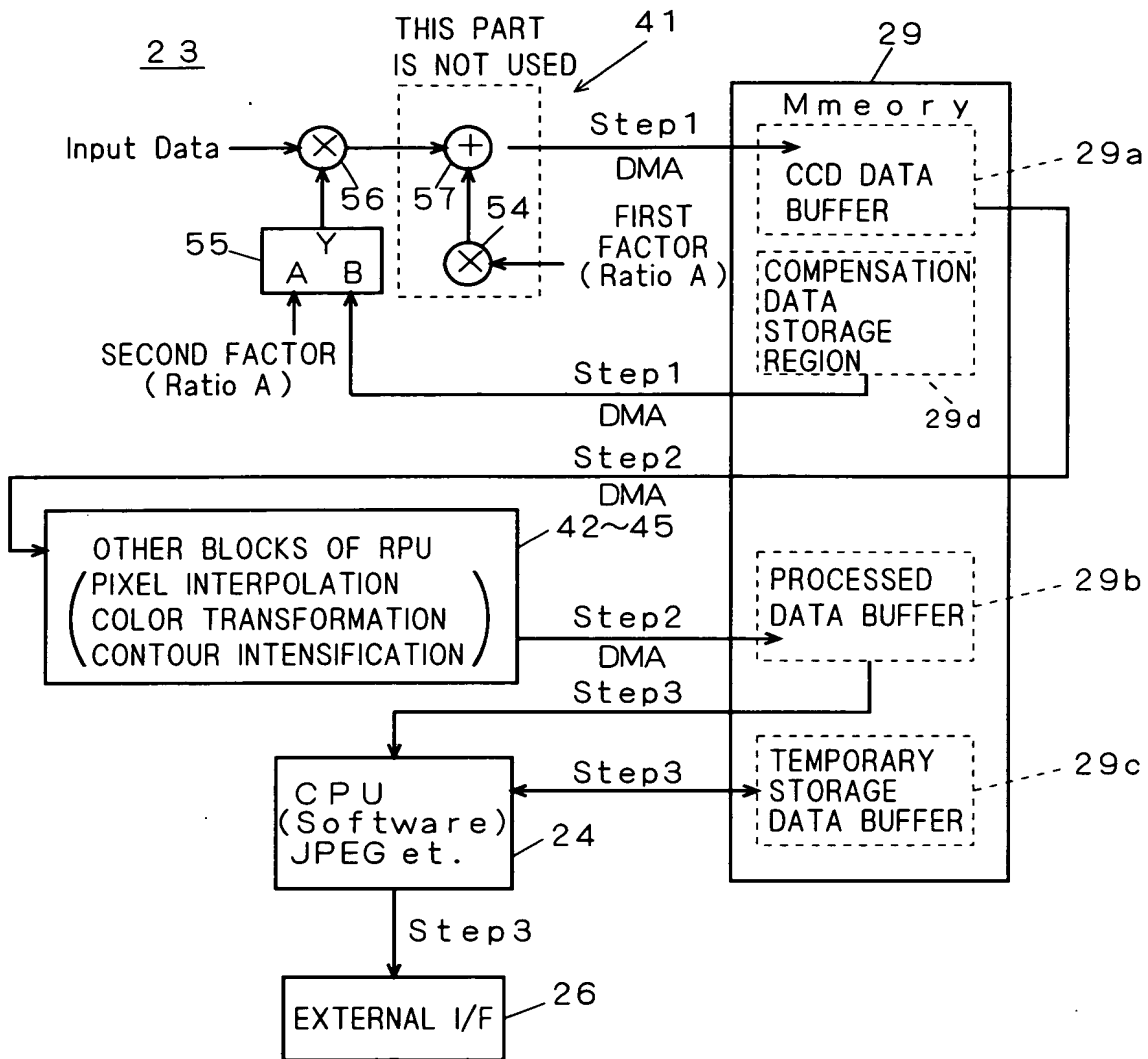 23
THIS PART
IS NOT USED
41
29
Mmeory
Input Data
Step1
DMA
56
57
54
29a
CCD DATA
BUFFER
FIRST
FACTOR
(Ratio A)
55
Y
A B
COMPENSATION
DATA
STORAGE
REGION
SECOND FACTOR
(Ratio A)
Step1
DMA
29d
Step2
DMA
42~45
OTHER BLOCKS OF RPU
PIXEL INTERPOLATION
COLOR TRANSFORMATION
CONTOUR INTENSIFICATION
Step2
DMA
PROCESSED
DATA BUFFER
29b
Step3
Step3
TEMPORARY
STORAGE
DATA BUFFER
29c
CPU
(Software)
JPEG et.
24
Step3
EXTERNAL I/F
26